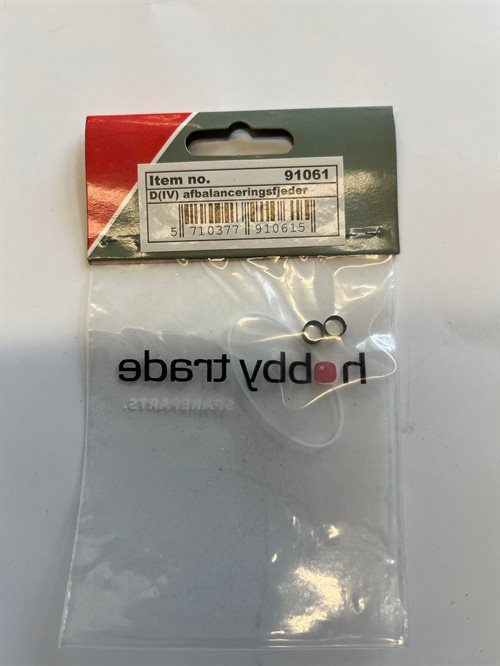 Item no. 91061
D(IV) afbalanceringsfjeder
5 710377 910615
hobby trade
SPAREPARTS.